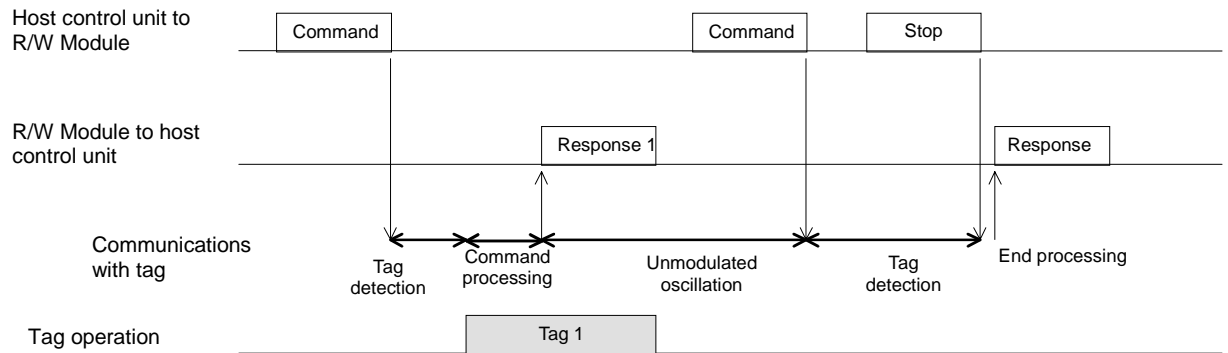 Host control unit to
R/W Module
Command
Command
Stop
R/W Module to host
control unit
Response 1
Response
Communications
with tag
Tag
detection
Command
processing
Unmodulated
oscillation
Tag
detection
End processing
Tag operation
Tag 1